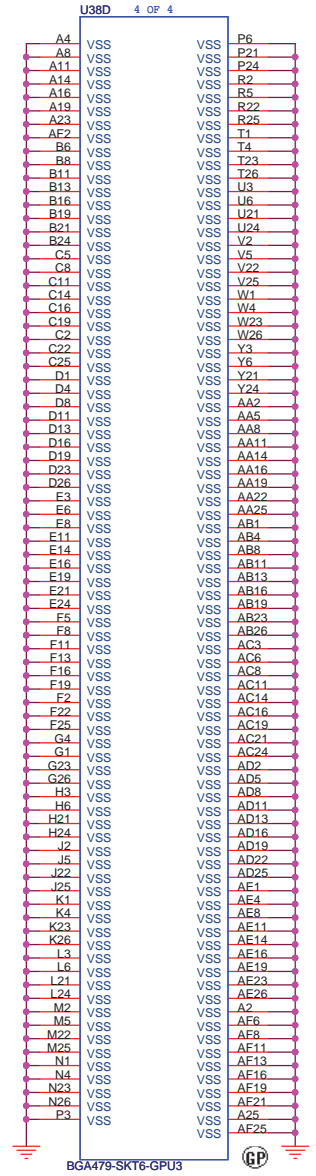 U38D 4 OF 4
A4 VSS VSS P6
A8 VSS VSS P21
A11 VSS VSS P24
A14 VSS VSS R2
A16 VSS VSS R5
A19 VSS VSS R22
A23 VSS VSS R25
AF2 VSS VSS T1
B6 VSS VSS T4
B8 VSS VSS T23
B11 VSS VSS T26
B13 VSS VSS U3
B16 VSS VSS U6
B19 VSS VSS U21
B21 VSS VSS U24
B24 VSS VSS V2
C5 VSS VSS V5
C8 VSS VSS V22
C11 VSS VSS V25
C14 VSS VSS W1
C16 VSS VSS W4
C19 VSS VSS W23
C2 VSS VSS W26
C22 VSS VSS Y3
C25 VSS VSS Y6
D1 VSS VSS Y21
D4 VSS VSS Y24
D8 VSS VSS AA2
D11 VSS VSS AA5
D13 VSS VSS AA8
D16 VSS VSS AA11
D19 VSS VSS AA14
D23 VSS VSS AA16
D26 VSS VSS AA19
E3 VSS VSS AA22
E6 VSS VSS AA25
E8 VSS VSS AB1
E11 VSS VSS AB4
E14 VSS VSS AB8
E16 VSS VSS AB11
E19 VSS VSS AB13
E21 VSS VSS AB16
E24 VSS VSS AB19
F5 VSS VSS AB23
F8 VSS VSS AB26
F11 VSS VSS AC3
F13 VSS VSS AC6
F16 VSS VSS AC8
F19 VSS VSS AC11
F2 VSS VSS AC14
F22 VSS VSS AC16
F25 VSS VSS AC19
G4 VSS VSS AC21
G1 VSS VSS AC24
G23 VSS VSS AD2
G26 VSS VSS AD5
H3 VSS VSS AD8
H6 VSS VSS AD11
H21 VSS VSS AD13
H24 VSS VSS AD16
J2 VSS VSS AD19
J5 VSS VSS AD22
J22 VSS VSS AD25
J25 VSS VSS AE1
K1 VSS VSS AE4
K4 VSS VSS AE8
K23 VSS VSS AE11
K26 VSS VSS AE14
L3 VSS VSS AE16
L6 VSS VSS AE19
L21 VSS VSS AE23
L24 VSS VSS AE26
M2 VSS VSS A2
M5 VSS VSS AF6
M22 VSS VSS AF8
M25 VSS VSS AF11
N1 VSS VSS AF13
N4 VSS VSS AF16
N23 VSS VSS AF19
N26 VSS VSS AF21
P3 VSS VSS A25
VSS AF25
GP
BGA479-SKT6-GPU3